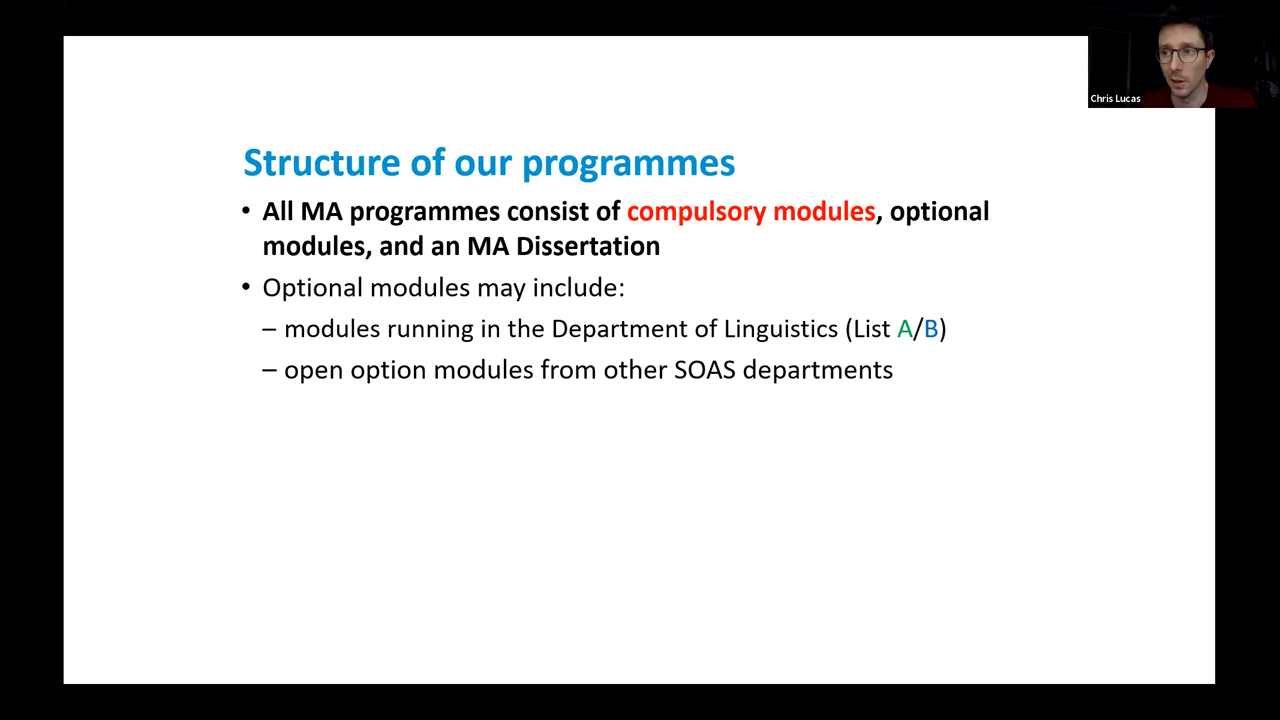 Chris Lucas
Structure of our programmes
• All MA programmes consist of compulsory modules, optional
modules, and an MA Dissertation
• Optional modules may include:
– modules running in the Department of Linguistics (List A/B)
– open option modules from other SOAS departments